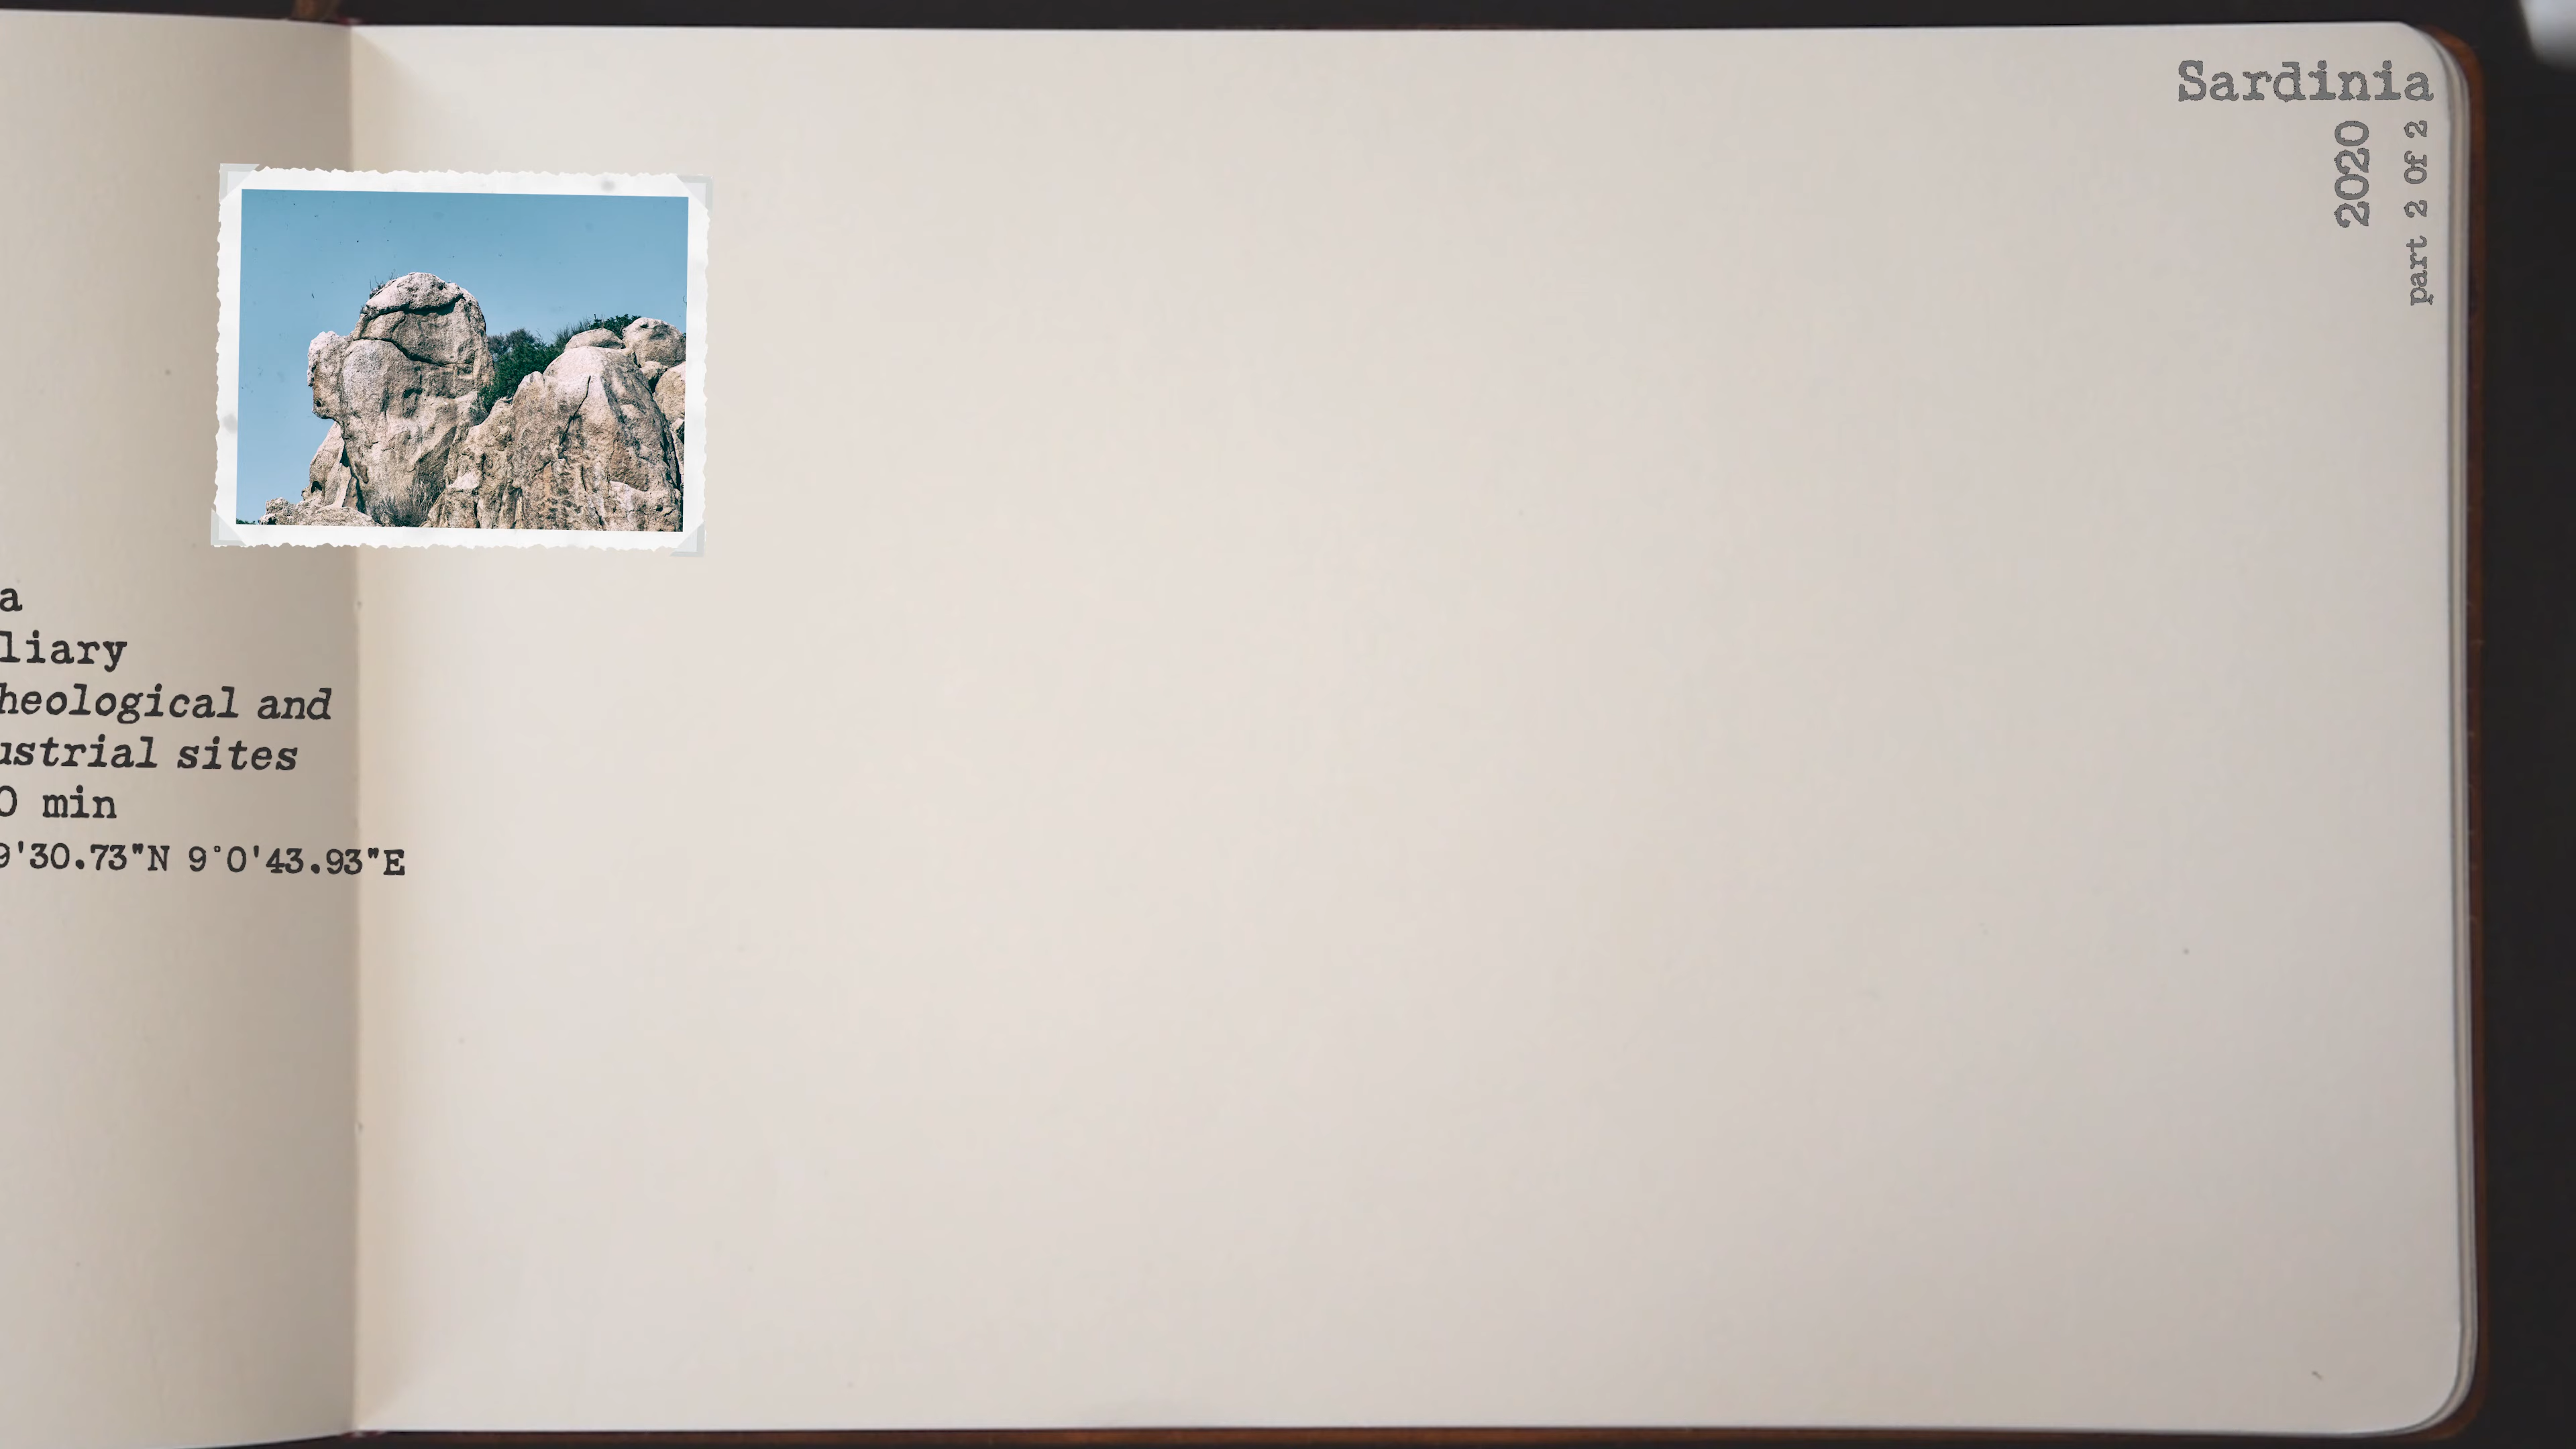 a
liary
heological and
ustrial sites
0 min
9'30.73"N 9°0'43.93"E
Sardinia
2020
part 2 of 2